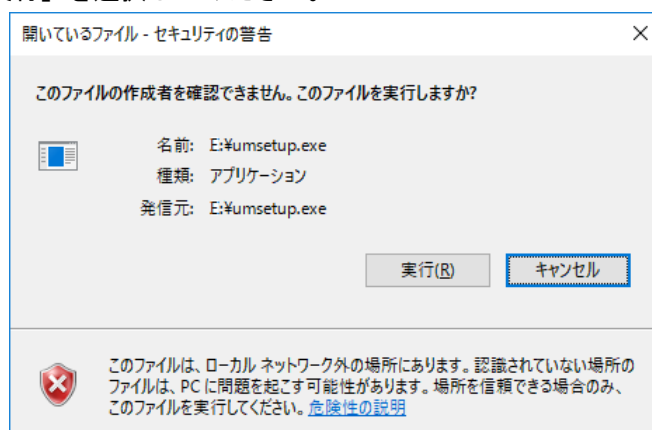 開いているファイル - セキュリティの警告
このファイルの作成者を確認できません。このファイルを実行しますか?
名前: E:¥umsetup.exe
種類: アプリケーション
発信元: E:¥umsetup.exe
実行(R) キャンセル
このファイルは、ローカル ネットワーク外の場所にあります。認識されていない場所の
ファイルは、PC に問題を起こす可能性があります。場所を信頼できる場合のみ、
このファイルを実行してください。危険性の説明